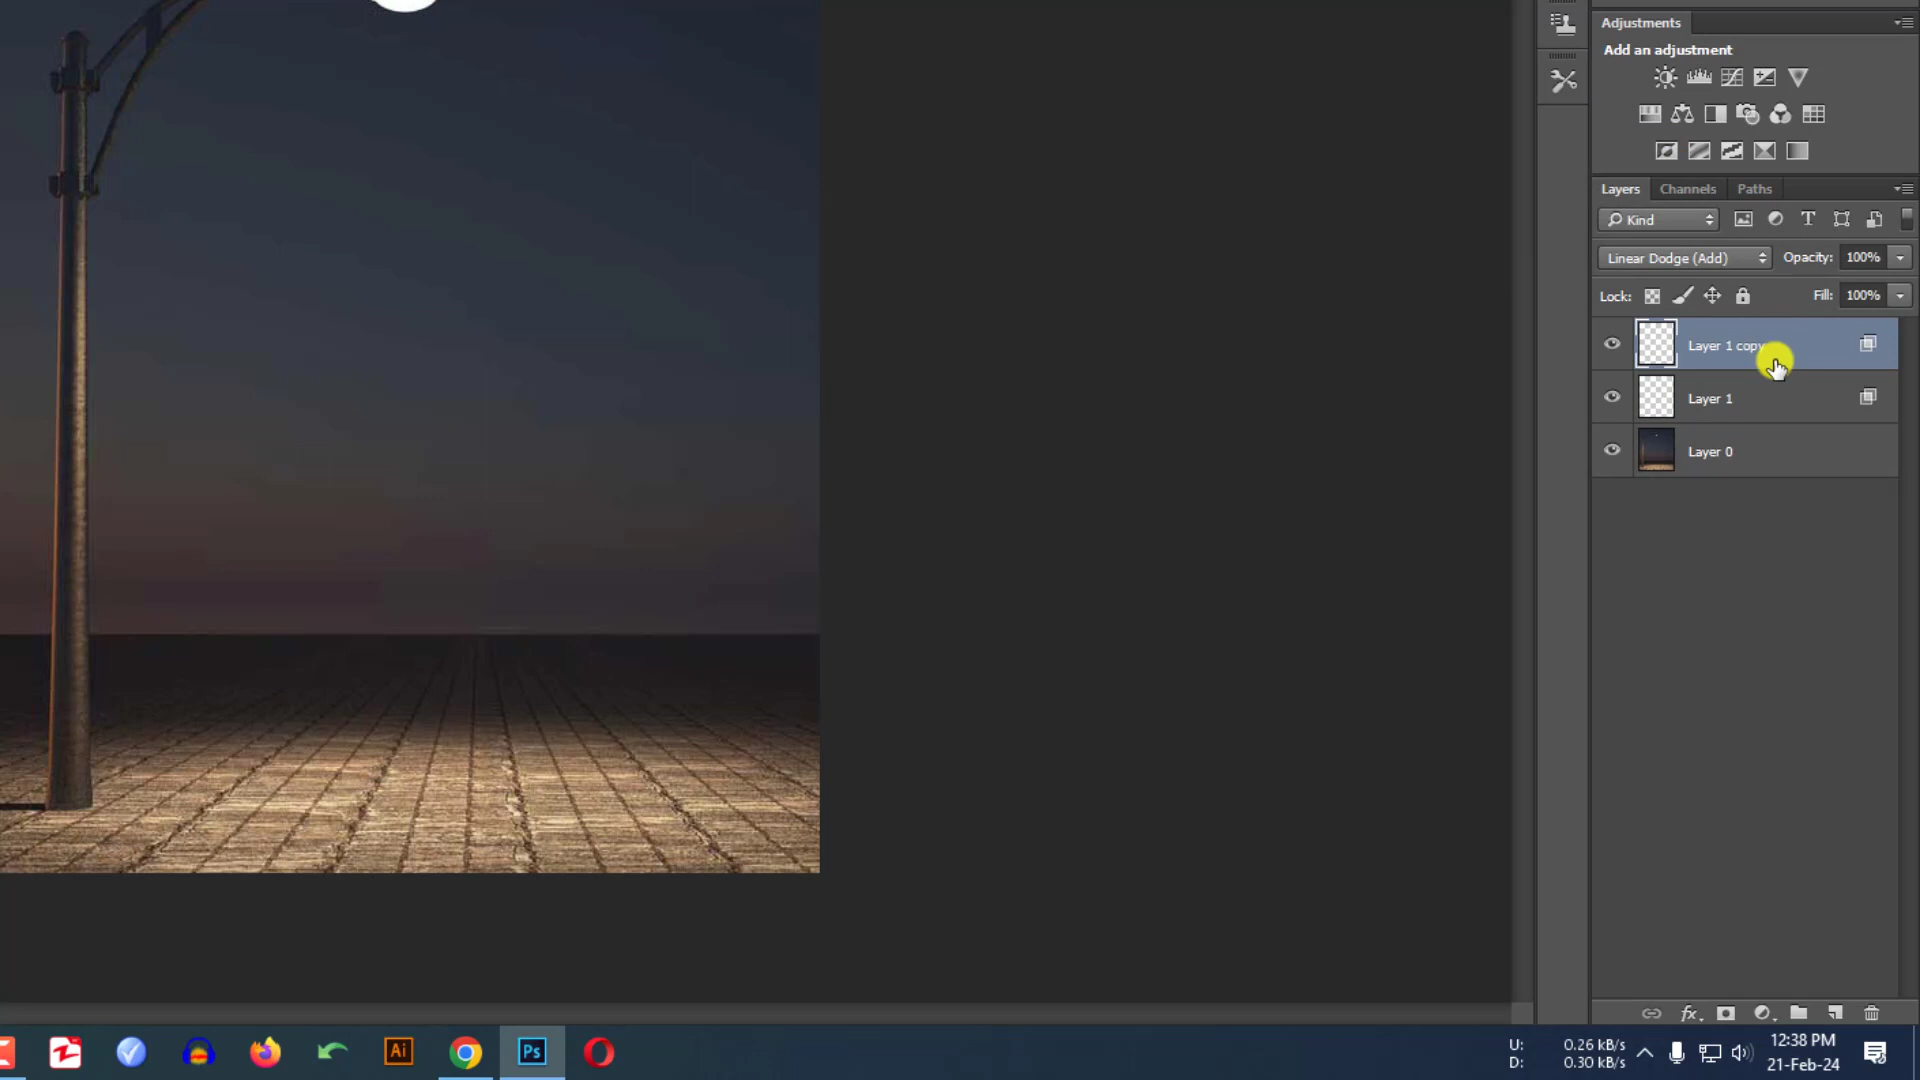 Adjustments
Add an adjustment
Layers Channels Paths
Kind
Linear Dodge (Add) Opacity: 100%
Lock: Fill: 100%
Layer 1 copy
Layer 1
Layer 0
fx
Ai Ps
U: 0.26 kB/s
D: 0.30 kB/s
12:38 PM
21-Feb-24